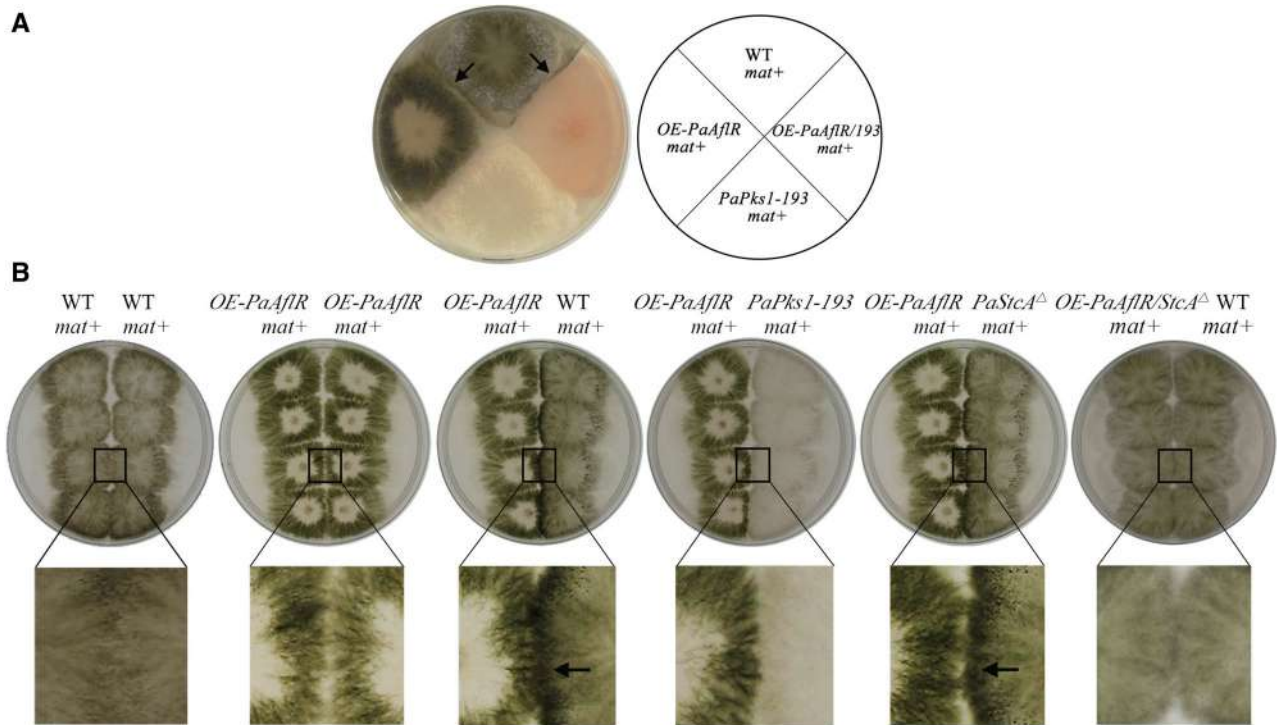 A
WT
mat+
OE-PaAflR
mat+
OE-PaAflR/193
mat+
PaPks1-193
mat+
B
WT WT
mat+ mat+
OE-PaAflR OE-PaAflR
mat+ mat+
OE-PaAflR WT
mat+ mat+
OE-PaAflR PaPks1-193
mat+ mat+
OE-PaAflR PaStcA^Δ
mat+ mat+
OE-PaAflR/StcA^Δ WT
mat+ mat+